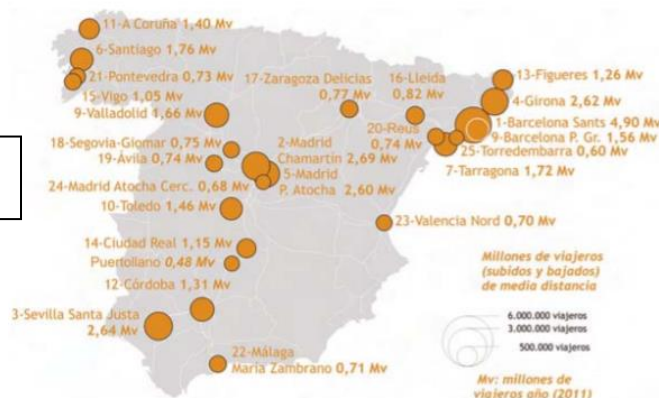 11-A Coruña 1,40 Mv
6-Santiago 1,76 Mv
21-Pontevedra 0,73 Mv
15-Vigo 1,05 Mv
9-Valladolid 1,66 Mv
17-Zaragoza Delicias
0,77 Mv
16-Lleida
0,82 Mv
13-Figueres 1,26 Mv
4-Girona 2,62 Mv
1-Barcelona Sants 4,90 Mv
9-Barcelona P. Gr. 1,56 Mv
20-Reus
0,74 Mv
25-Torredembarra 0,60 Mv
7-Tarragona 1,72 Mv
18-Segovia-Giomar 0,75 Mv
19-Ávila 0,74 Mv
2-Madrid
Chamartín 2,69 Mv
5-Madrid
P. Atocha 2,60 Mv
24-Madrid Atocha Cerc. 0,68 Mv
10-Toledo 1,46 Mv
23-Valencia Nord 0,70 Mv
14-Ciudad Real 1,15 Mv
Puertollano 0,48 Mv
12-Córdoba 1,31 Mv
3-Sevilla Santa Justa
2,64 Mv
22-Málaga
María Zambrano 0,71 Mv
Millones de viajeros
(subidos y bajados)
de media distancia
6.000.000 viajeros
3.000.000 viajeros
500.000 viajeros
Mv: millones de
viajeros año (2011)